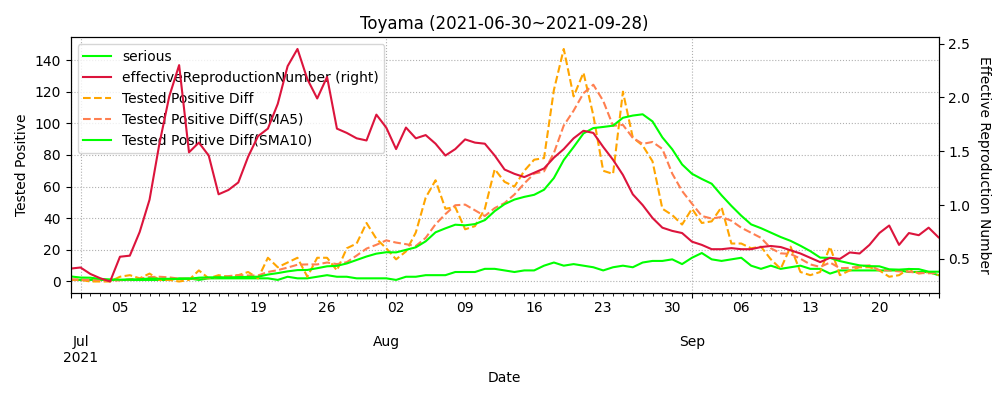 Toyama (2021-06-30~2021-09-28)
serious
effectiveReproductionNumber (right)
Tested Positive Diff
Tested Positive Diff(SMA5)
Tested Positive Diff(SMA10)
Tested Positive
140
120
100
80
60
40
20
0
2.5
2.0
1.5
1.0
0.5
Effective Reproduction Number
05 12 19 26 02 09 16 23 30 06 13 20
Jul Aug Sep
2021
Date